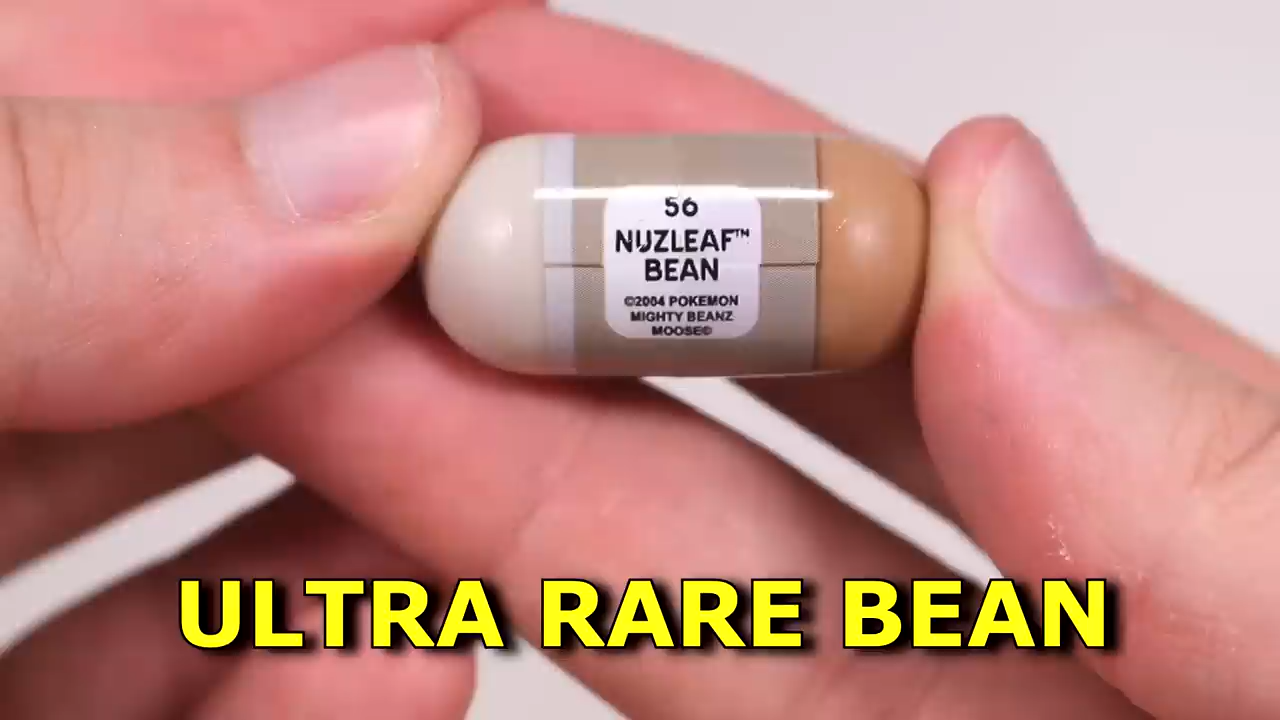 56
NUZLEAF™
BEAN
©2004 POKEMON
MIGHTY BEANZ
MOOSE©
ULTRA RARE BEAN